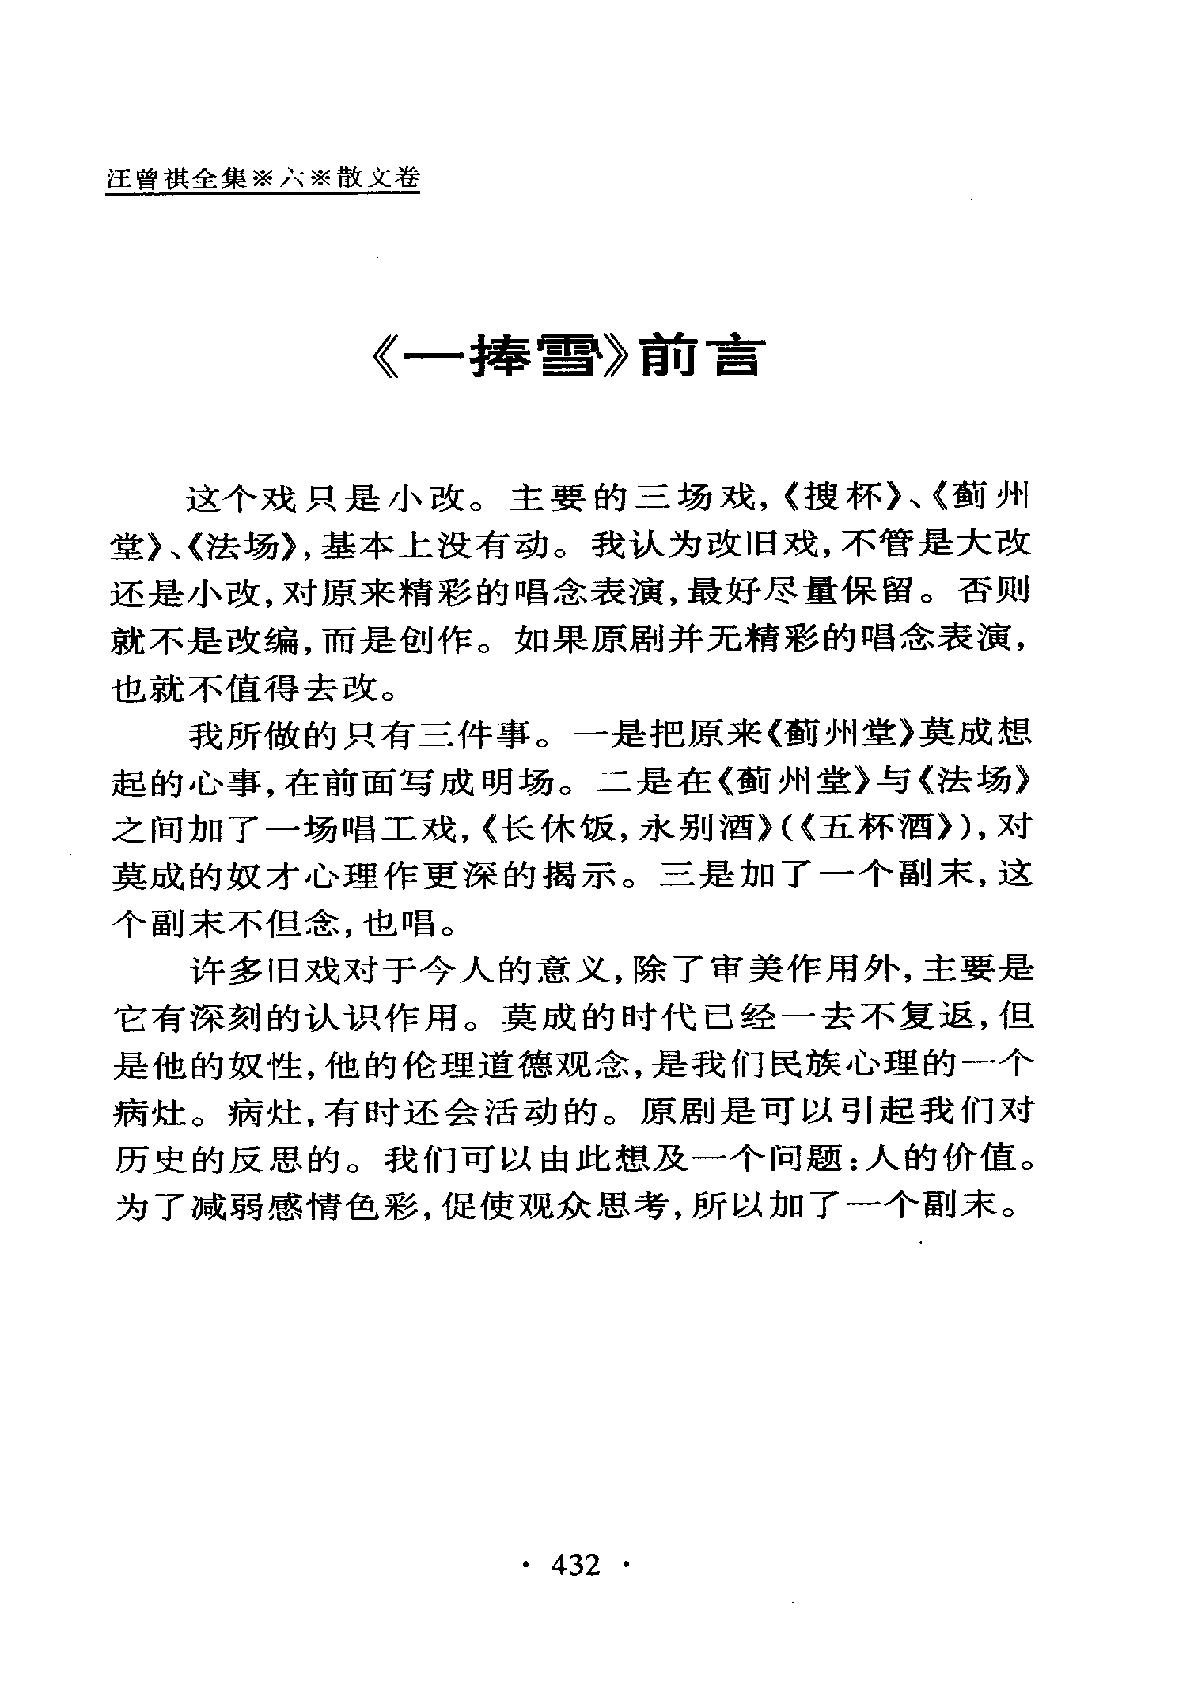 汪曾祺全集※六※散文卷
《一捧雪》前言
这个戏只是小改。主要的三场戏,《搜杯》、《蓟州
堂》、《法场》,基本上没有动。我认为改旧戏,不管是大改
还是小改,对原来精彩的唱念表演,最好尽量保留。否则
就不是改编,而是创作。如果原剧并无精彩的唱念表演,
也就不值得去改。
我所做的只有三件事。一是把原来《蓟州堂》莫成想
起的心事,在前面写成明场。二是在《蓟州堂》与《法场》
之间加了一场唱工戏,《长休饭,永别酒》(《五杯酒》),对
莫成的奴才心理作更深的揭示。三是加了一个副末,这
个副末不但念,也唱。
许多旧戏对于今人的意义,除了审美作用外,主要是
它有深刻的认识作用。莫成的时代已经一去不复返,但
是他的奴性,他的伦理道德观念,是我们民族心理的一个
病灶。病灶,有时还会活动的。原剧是可以引起我们对
历史的反思的。我们可以由此想及一个问题:人的价值。
为了减弱感情色彩,促使观众思考,所以加了一个副末。
· 432 ·